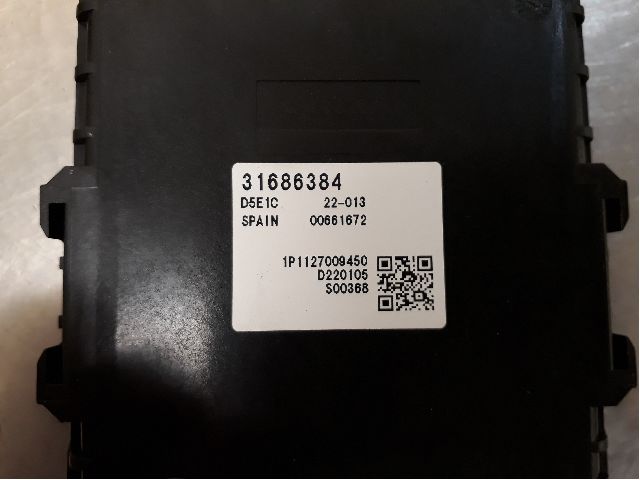 31686384
D5E1C 22-013
SPAIN 00661672
1P1127009450
D220105
S00368